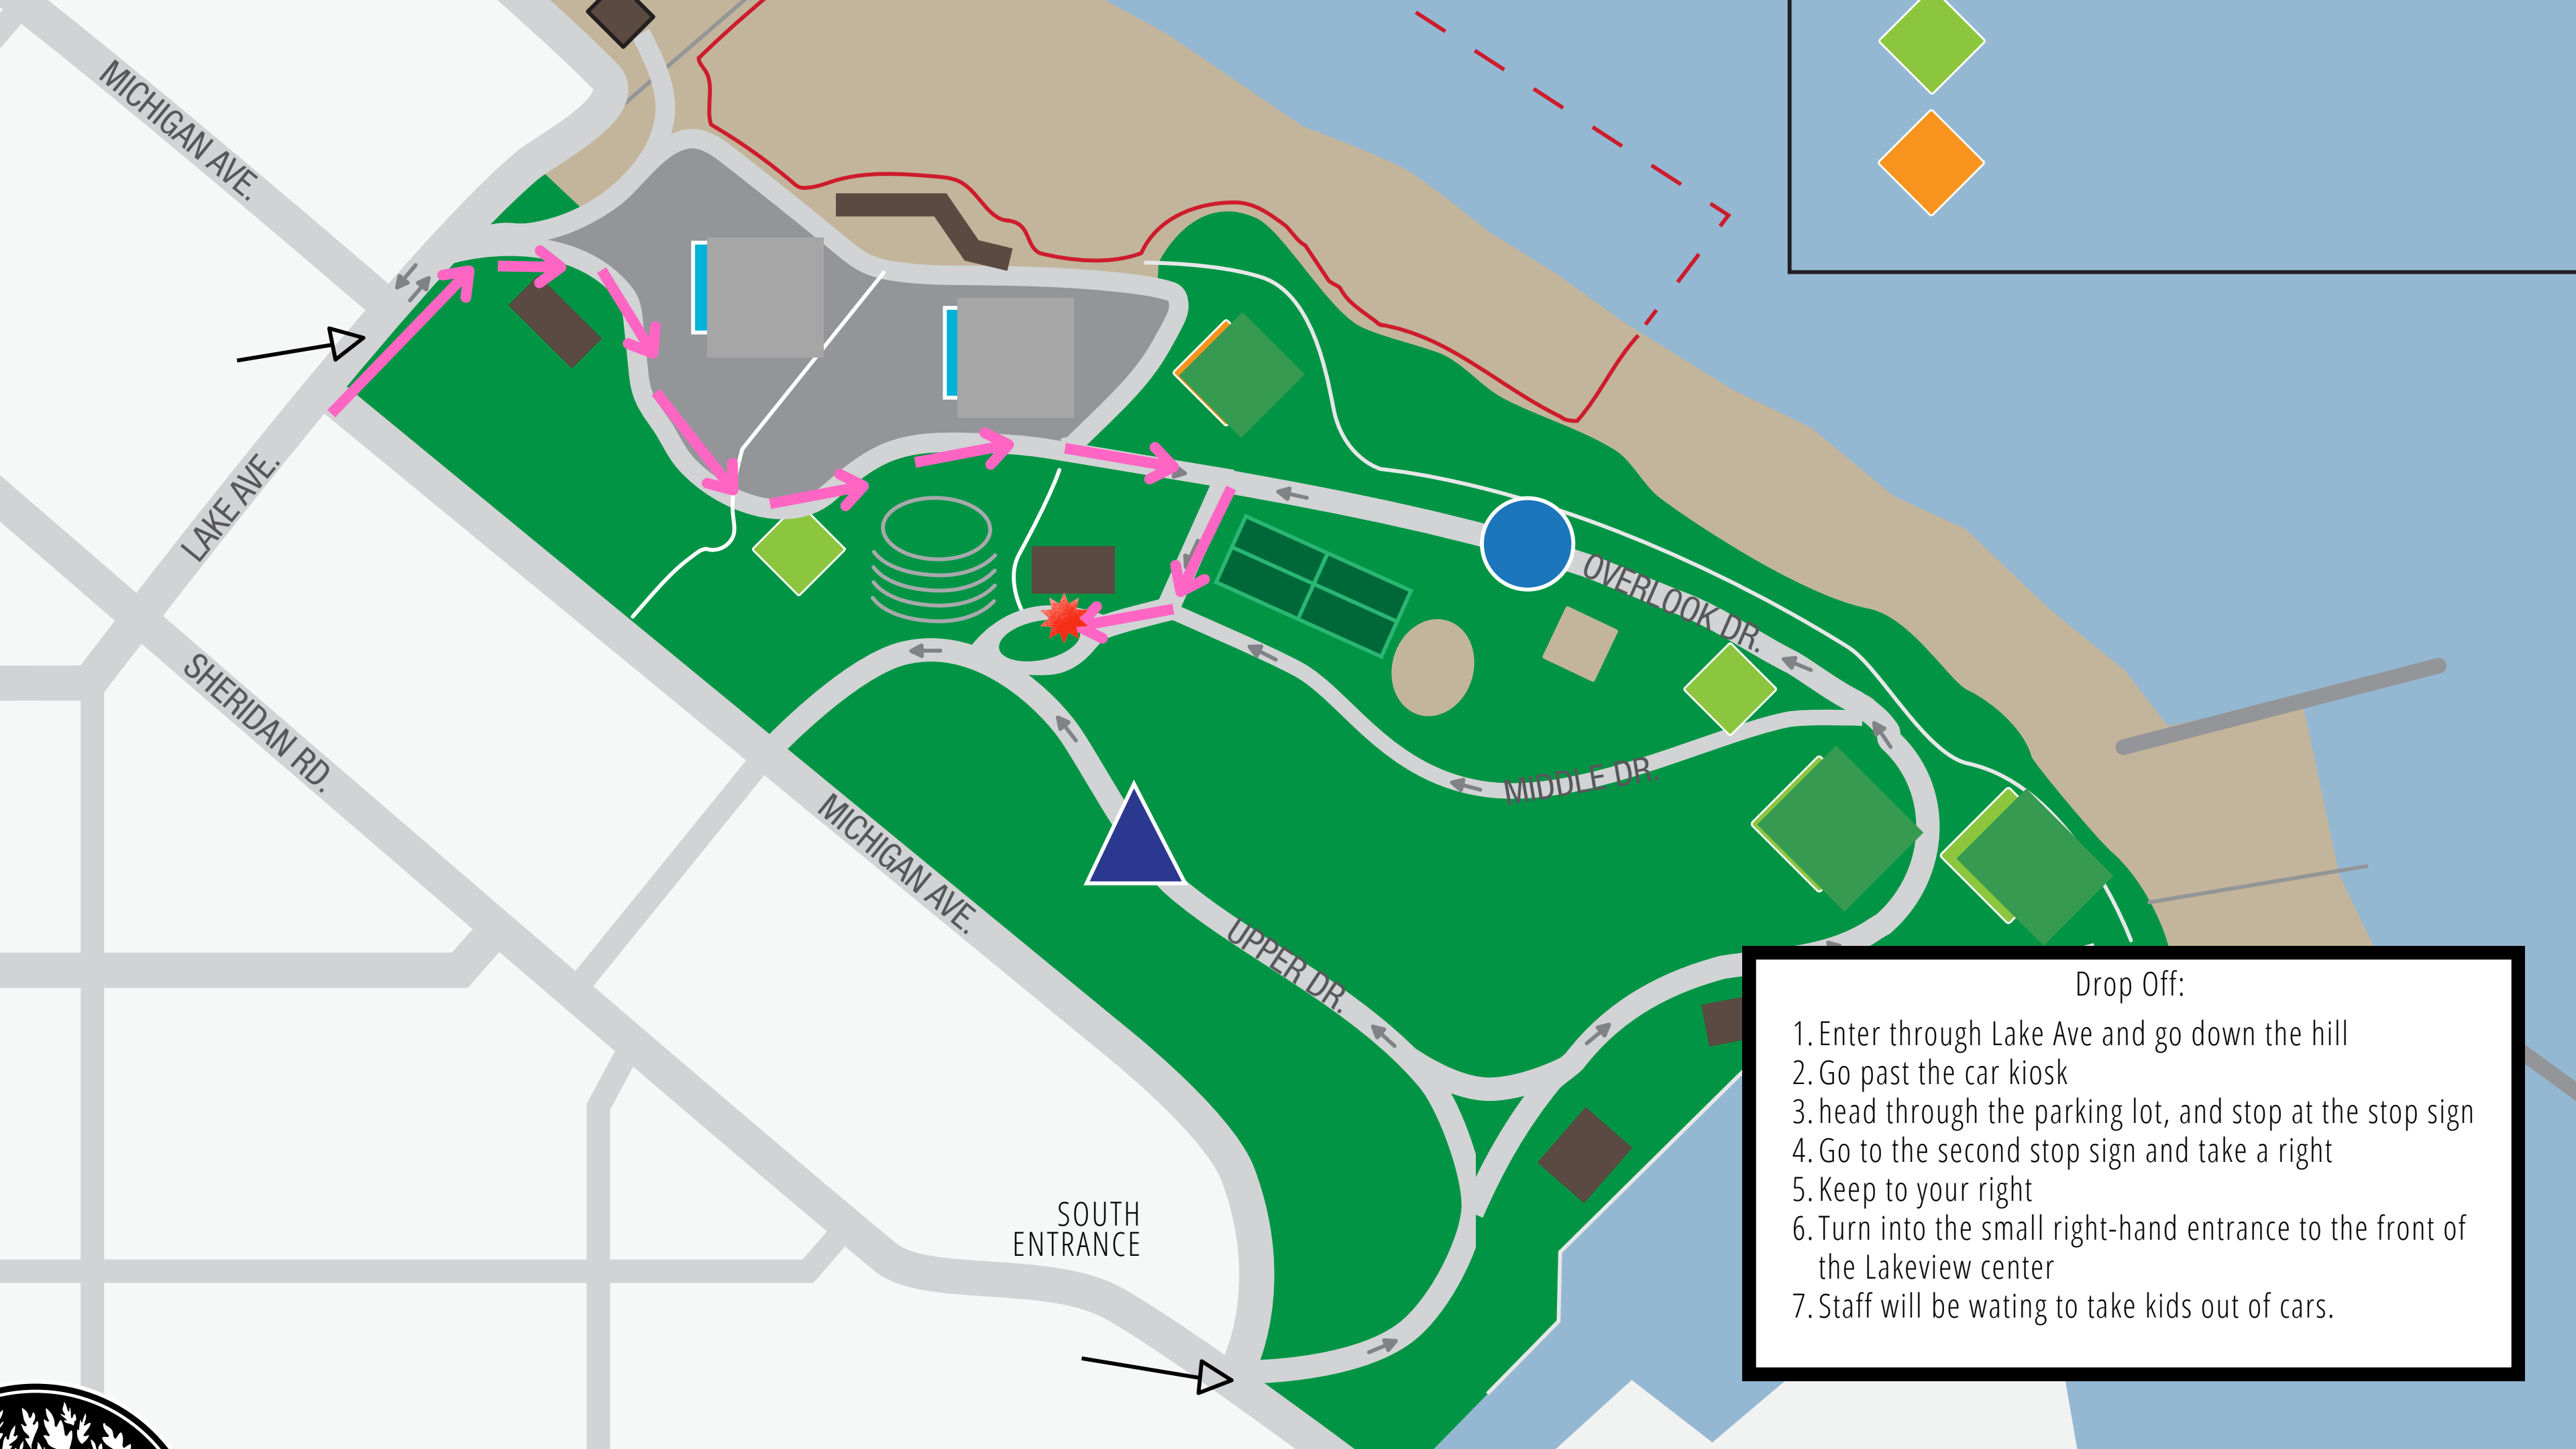 MICHIGAN AVE.
LAKE AVE.
OVERLOOK DR.
SHERIDAN RD.
MIDDLE DR.
MICHIGAN AVE.
UPPER DR.
SOUTH
ENTRANCE
Drop Off:
1. Enter through Lake Ave and go down the hill
2. Go past the car kiosk
3. head through the parking lot, and stop at the stop sign
4. Go to the second stop sign and take a right
5. Keep to your right
6. Turn into the small right-hand entrance to the front of
the Lakeview center
7. Staff will be wating to take kids out of cars.